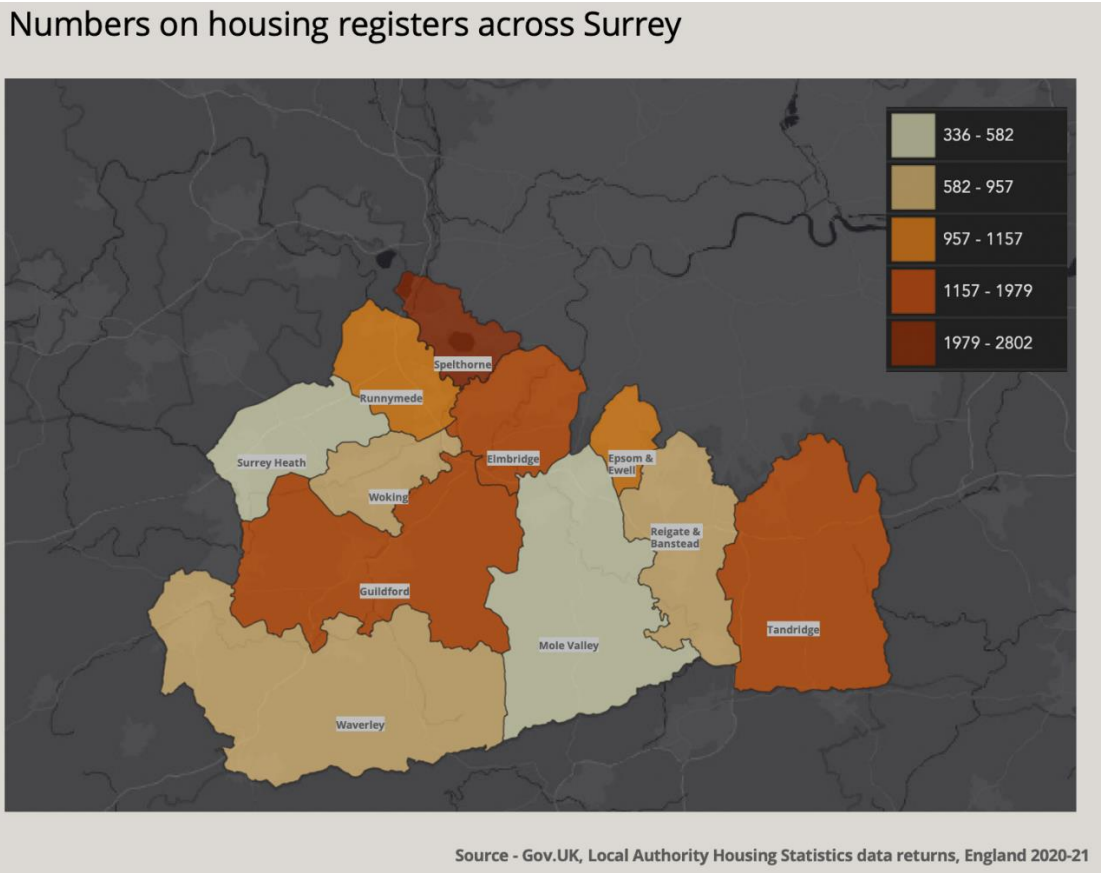 Numbers on housing registers across Surrey
336 - 582
582 - 957
957 - 1157
1157 - 1979
1979 - 2802
Spelthorne
Runnymede
Surrey Heath
Elmbridge
Epsom &
Ewell
Woking
Reigate &
Banstead
Guildford
Tandridge
Mole Valley
Waverley
Source - Gov.UK, Local Authority Housing Statistics data returns, England 2020-21